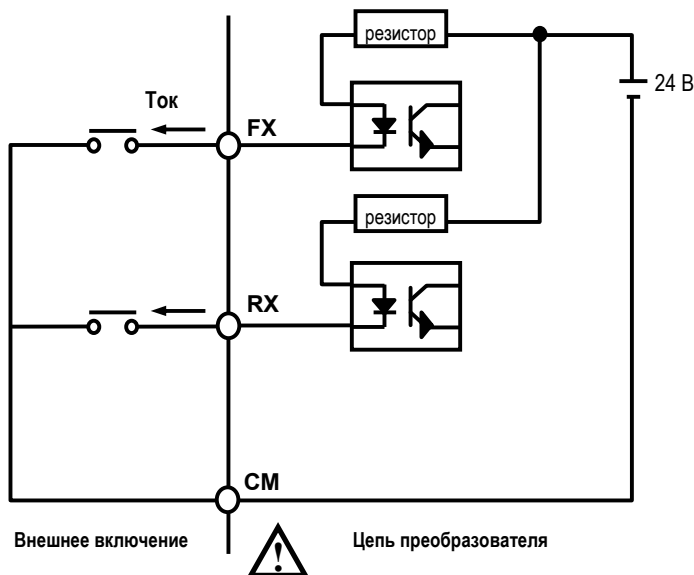 резистор
24 В
Ток
FX
резистор
RX
CM
Внешнее включение
!
Цепь преобразователя